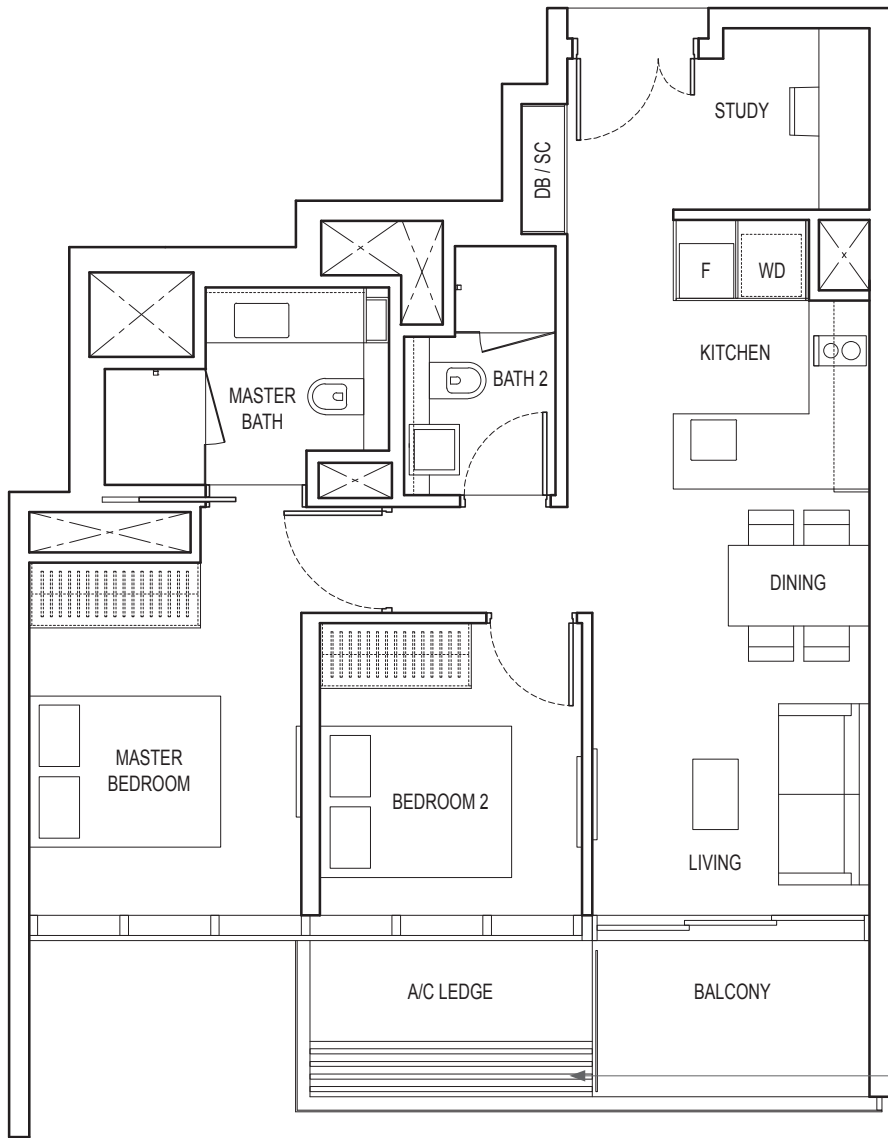 STUDY
DB / SC
F
WD
KITCHEN
BATH 2
MASTER
BATH
DINING
MASTER
BEDROOM
BEDROOM 2
LIVING
A/C LEDGE
BALCONY